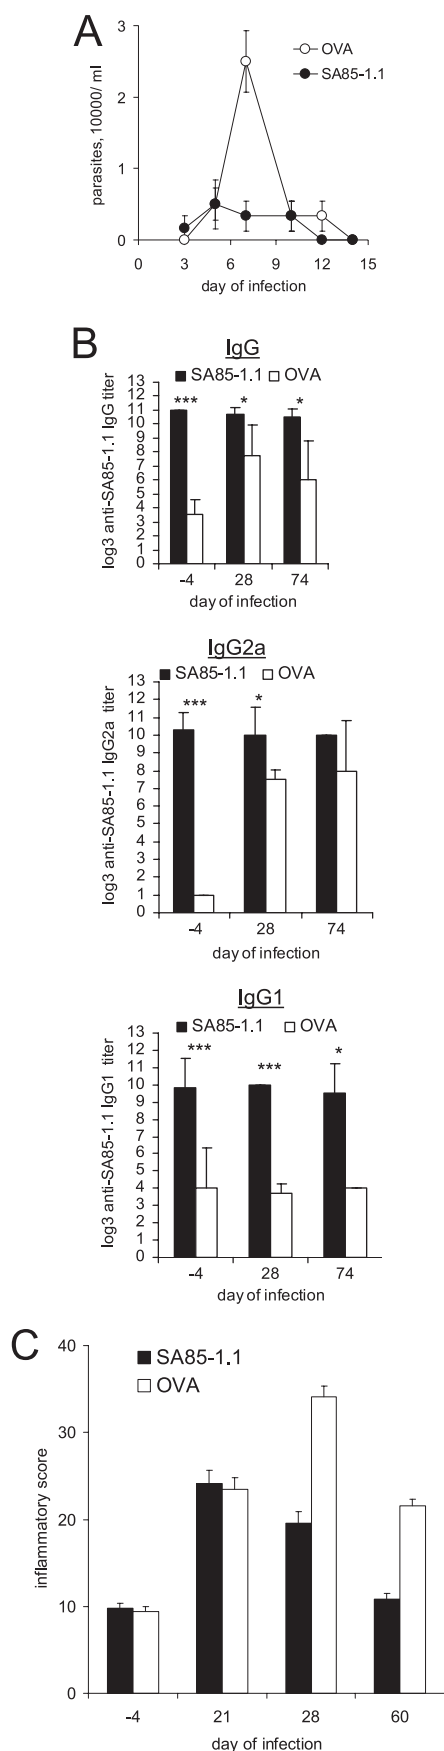 A
OVA
SA85-1.1
parasites, 10000/ ml
3
2
1
0
0 3 6 9 12 15
day of infection
B
IgG
SA85-1.1 OVA
log3 anti-SA85-1.1 IgG titer
13
12
11
10
9
8
7
6
5
4
3
2
1
0
*** * *
-4 28 74
day of infection
IgG2a
SA85-1.1 OVA
log3 anti-SA85-1.1 IgG2a titer
13
12
11
10
9
8
7
6
5
4
3
2
1
0
*** *
-4 28 74
day of infection
IgG1
SA85-1.1 OVA
log3 anti-SA85-1.1 IgG1 titer
13
12
11
10
9
8
7
6
5
4
3
2
1
0
*** *** *
-4 28 74
day of infection
C
SA85-1.1
OVA
inflammatory score
40
30
20
10
0
-4 21 28 60
day of infection